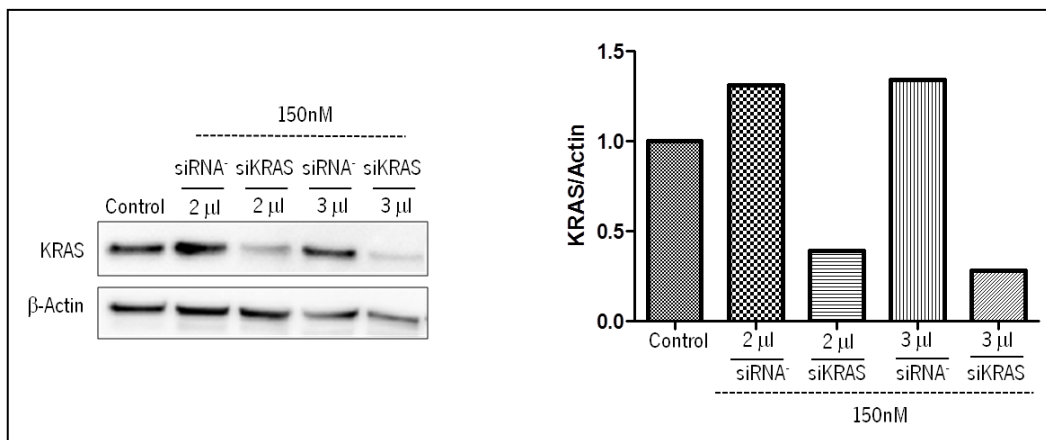 150nM
siRNA⁻ siKRAS siRNA⁻ siKRAS
Control 2 µl 2 µl 3 µl 3 µl
KRAS
β-Actin
KRAS/Actin
1.5
1.0
0.5
0.0
Control 2 µl 2 µl 3 µl 3 µl
siRNA⁻ siKRAS siRNA⁻ siKRAS
150nM